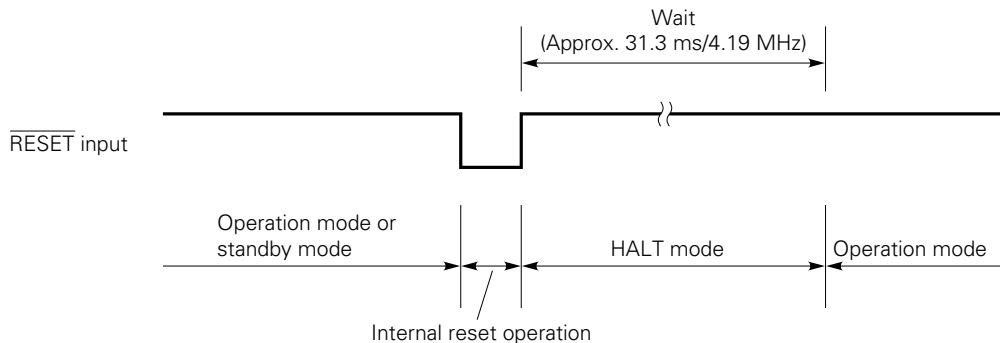 Wait
(Approx. 31.3 ms/4.19 MHz)
RESET input
Operation mode or
standby mode
HALT mode
Operation mode
Internal reset operation